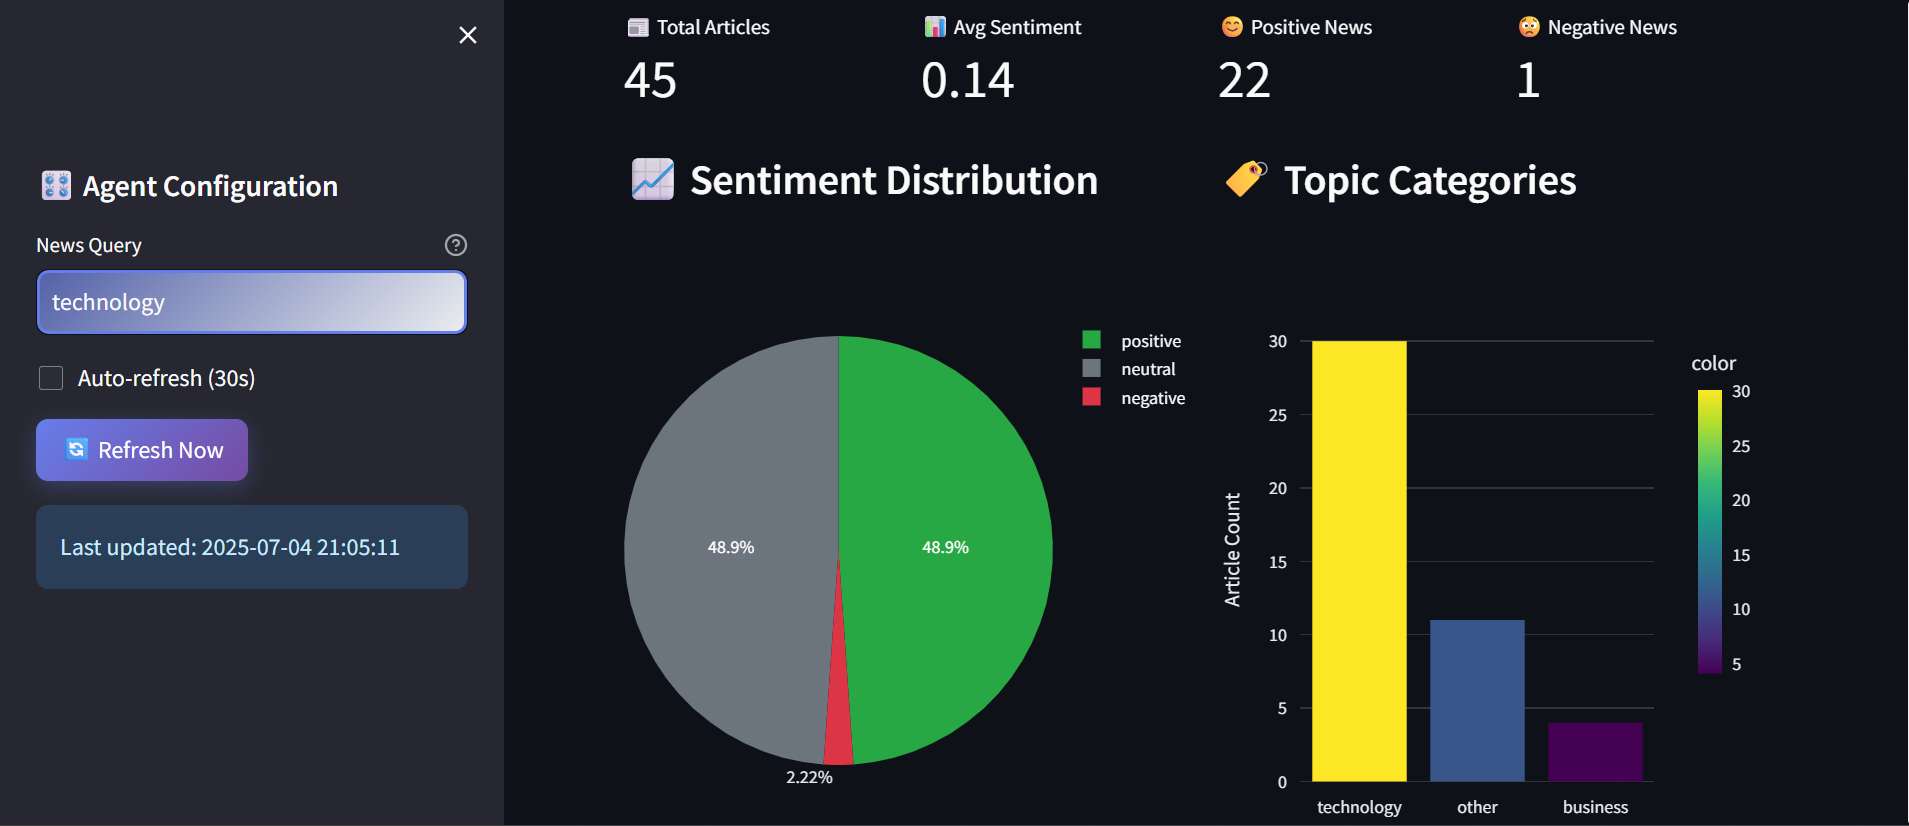 Agent Configuration
News Query
technology
Auto-refresh (30s)
Refresh Now
Last updated: 2025-07-04 21:05:11
Total Articles
45
Avg Sentiment
0.14
Positive News
22
Negative News
1
Sentiment Distribution
48.9%
48.9%
2.22%
positive
neutral
negative
Topic Categories
Article Count
30
25
20
15
10
5
0
technology
other
business
color
30
25
20
15
10
5